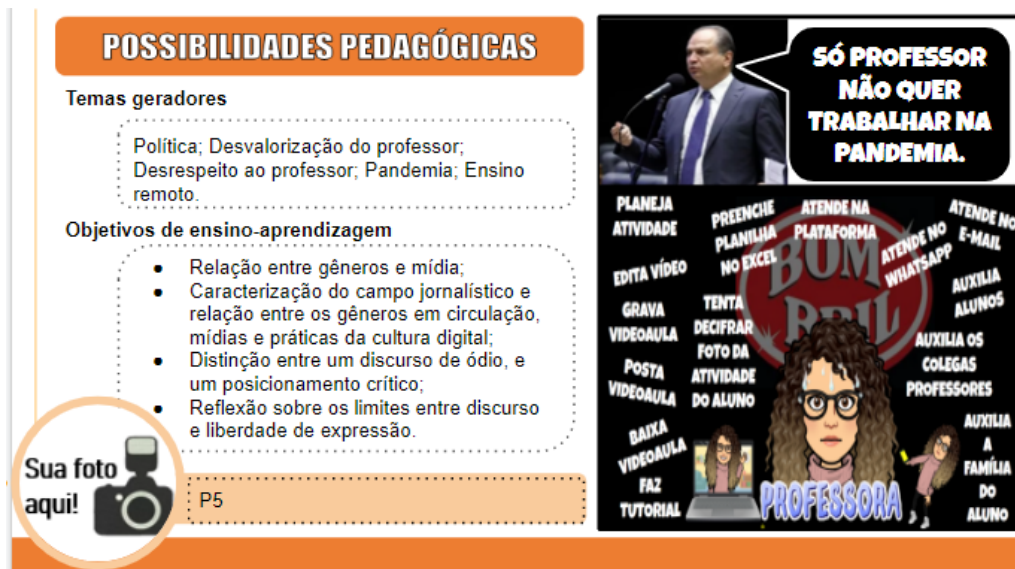 POSSIBILIDADES PEDAGÓGICAS
Temas geradores
Política; Desvalorização do professor;
Desrespeito ao professor; Pandemia; Ensino
remoto.
Objetivos de ensino-aprendizagem
● Relação entre gêneros e mídia;
● Caracterização do campo jornalístico e
relação entre os gêneros em circulação,
mídias e práticas da cultura digital;
● Distinção entre um discurso de ódio, e
um posicionamento crítico;
● Reflexão sobre os limites entre discurso
e liberdade de expressão.
Sua foto
aqui!
P5
SÓ PROFESSOR
NÃO QUER
TRABALHAR NA
PANDEMIA.
PLANEJA
ATIVIDADE
PREENCHE
PLANILHA
NO EXCEL
ATENDE NA
PLATAFORMA
ATENDE NO
WHATSAPP
ATENDE NO
E-MAIL
EDITA VÍDEO
BOM
BRIL
AUXILIA
ALUNOS
GRAVA
VIDEOAULA
TENTA
DECIFRAR
FOTO DA
ATIVIDADE
DO ALUNO
AUXILIA OS
COLEGAS
PROFESSORES
POSTA
VIDEOAULA
BAIXA
VIDEOAULA
FAZ
TUTORIAL
AUXILIA
A
FAMÍLIA
DO
ALUNO
PROFESSORA